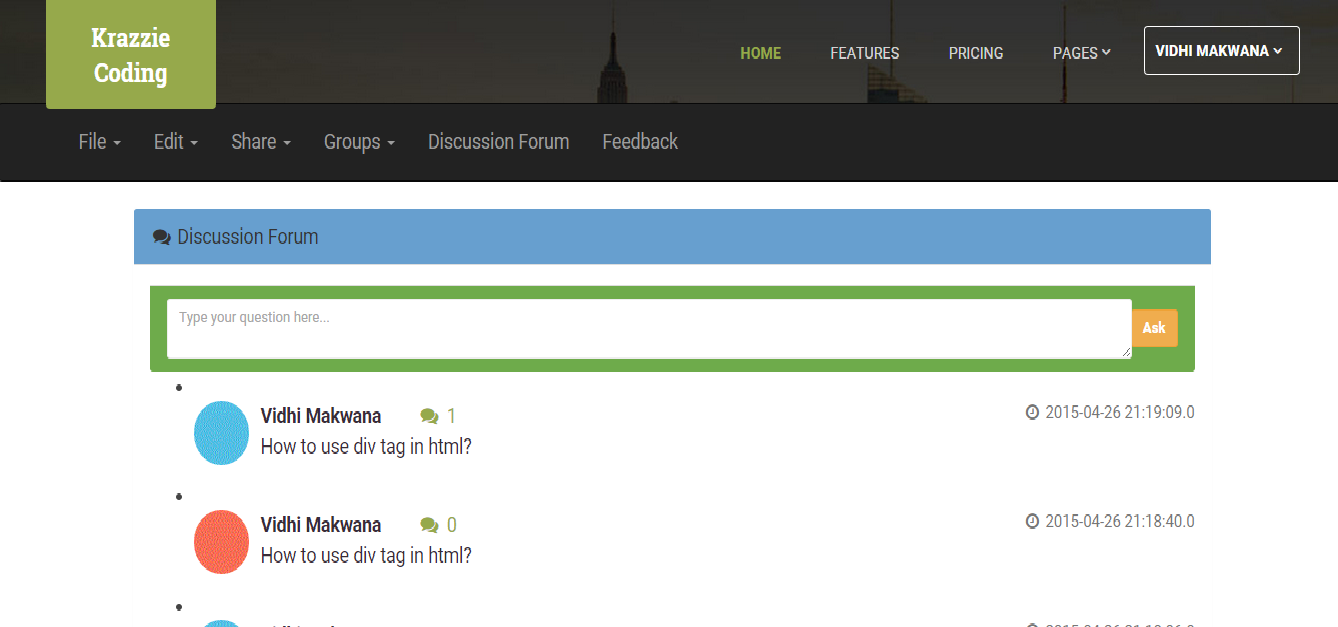 Krazzie
Coding
HOME FEATURES PRICING PAGES VIDHI MAKWANA
File Edit Share Groups Discussion Forum Feedback
Discussion Forum
Type your question here...
Ask
Vidhi Makwana 1 2015-04-26 21:19:09.0
How to use div tag in html?
Vidhi Makwana 0 2015-04-26 21:18:40.0
How to use div tag in html?